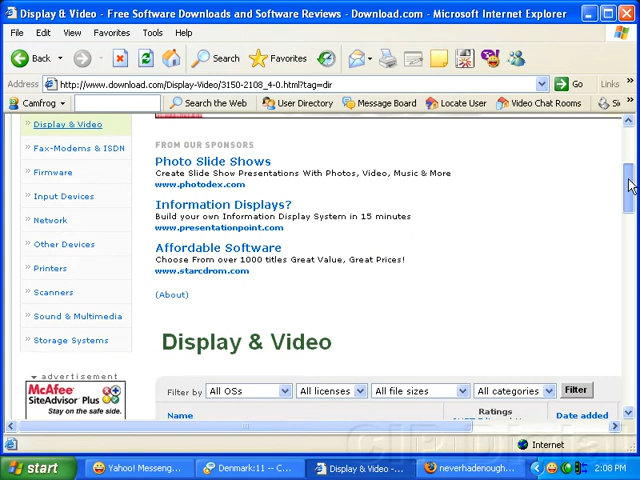 Display & Video - Free Software Downloads and Software Reviews - Download.com - Microsoft Internet Explorer
File Edit View Favorites Tools Help
Back Search Favorites
Address http://www.download.com/Display-Video/3150-2108_4-0.html?tag=dir Go Links
Camfrog Search the Web User Directory Message Board Locate User Video Chat Rooms
Display & Video
Fax-Modems & ISDN
Firmware
Input Devices
Network
Other Devices
Printers
Scanners
Sound & Multimedia
Storage Systems
advertisement
McAfee
SiteAdvisor Plus
Stay on the safe side.
FROM OUR SPONSORS
Photo Slide Shows
Create Slide Show Presentations With Photos, Video, Music & More
www.photodex.com
Information Displays?
Build your own Information Display System in 15 minutes
www.presentationpoint.com
Affordable Software
Choose From over 1000 titles Great Value, Great Prices!
www.starcdrom.com
(About)
Display & Video
Filter by All OSs All licenses All file sizes All categories Filter
Name Ratings Date added
Internet
start Yahoo! Messeng... Denmark:11 -- C... Display & Video -... neverhadenough... 2:08 PM